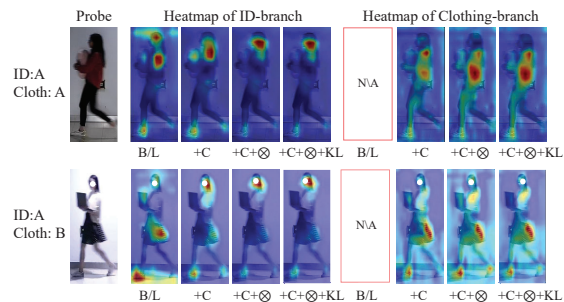 Probe Heatmap of ID-branch Heatmap of Clothing-branch
ID:A
Cloth: A
N\A
B/L +C +C+⊗ +C+⊗+KL B/L +C +C+⊗ +C+⊗+KL
ID:A
Cloth: B
N\A
B/L +C +C+⊗ +C+⊗+KL B/L +C +C+⊗ +C+⊗+KL